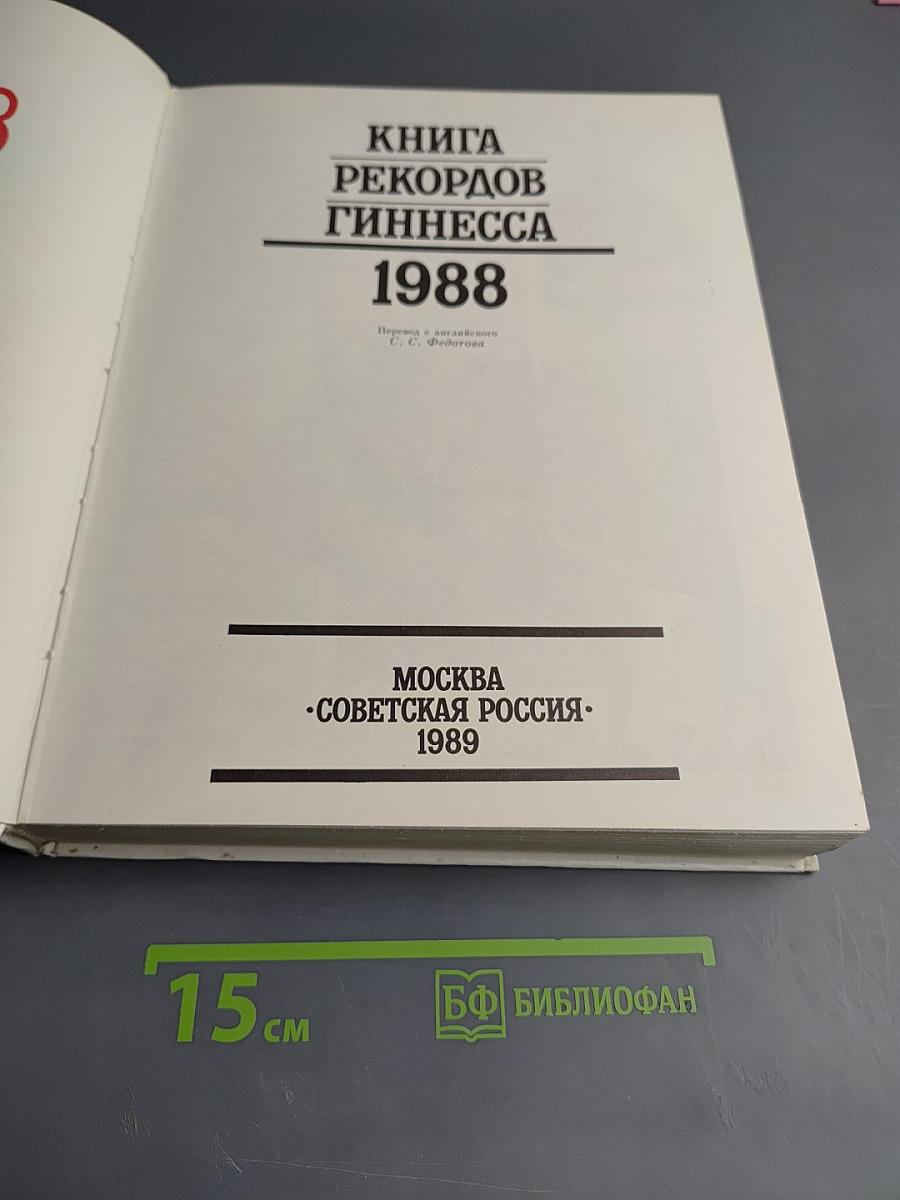 КНИГА
РЕКОРДОВ
ГИННЕССА
1988
Перевод с английского
С. С. Федотова
МОСКВА
·СОВЕТСКАЯ РОССИЯ·
1989
15 см
БФ БИБЛИОФАН